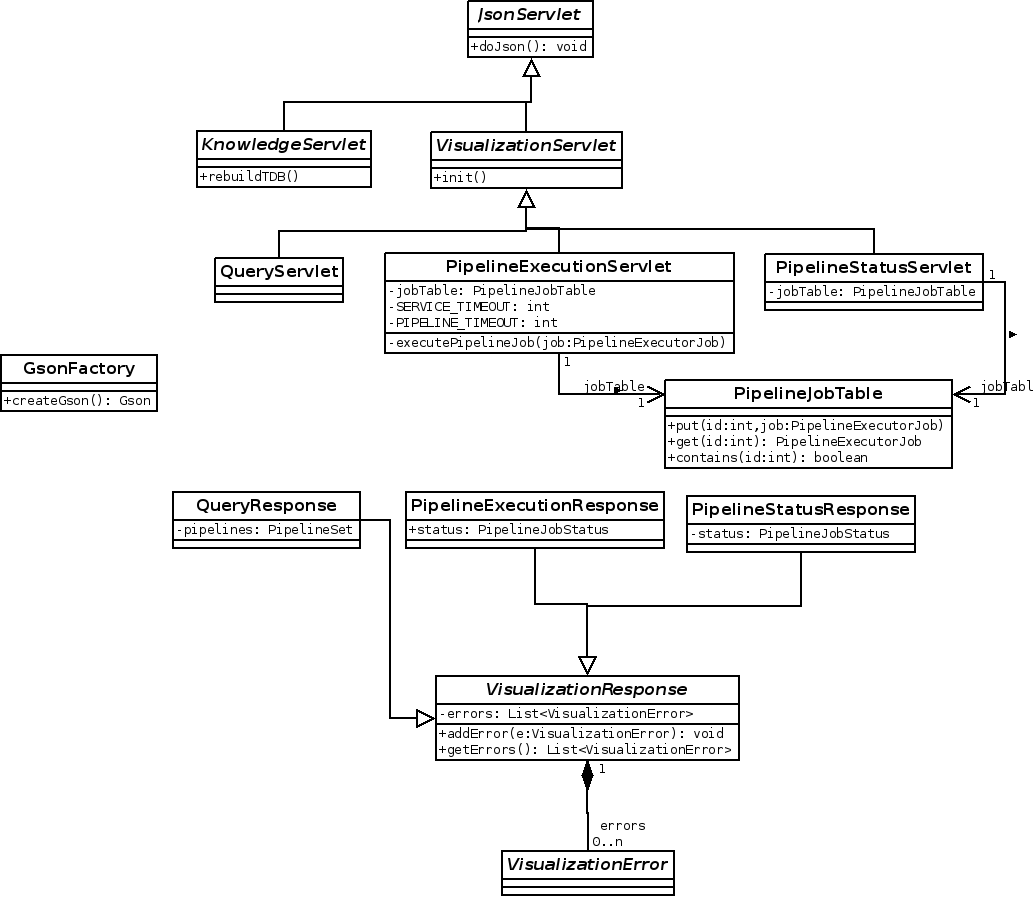 JsonServlet
+doJson(): void
KnowledgeServlet
+rebuildTDB()
VisualizationServlet
+init()
QueryServlet
PipelineExecutionServlet
-jobTable: PipelineJobTable
-SERVICE_TIMEOUT: int
-PIPELINE_TIMEOUT: int
-executePipelineJob(job:PipelineExecutorJob)
PipelineStatusServlet
-jobTable: PipelineJobTable
1
1
GsonFactory
+createGson(): Gson
jobTable
1
PipelineJobTable
+put(id:int,job:PipelineExecutorJob)
+get(id:int): PipelineExecutorJob
+contains(id:int): boolean
jobTabl
1
QueryResponse
-pipelines: PipelineSet
PipelineExecutionResponse
+status: PipelineJobStatus
PipelineStatusResponse
-status: PipelineJobStatus
VisualizationResponse
-errors: List<VisualizationError>
+addError(e:VisualizationError): void
+getErrors(): List<VisualizationError>
1
errors
0..n
VisualizationError